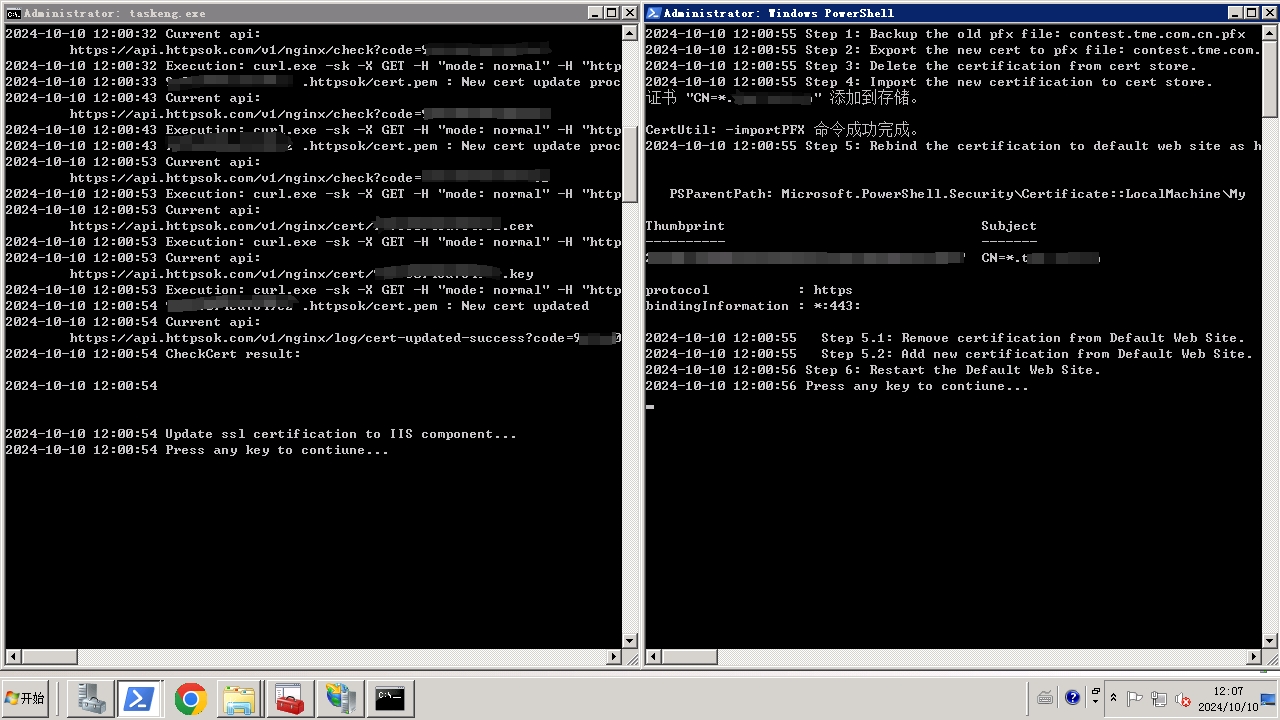 Administrator: taskeng.exe
2024-10-10 12:00:32 Current api:
https://api.httpsok.com/v1/nginx/check?code=
2024-10-10 12:00:32 Execution: curl.exe -sk -X GET -H "mode: normal" -H "http
2024-10-10 12:00:33 .httpsok/cert.pem : New cert update proc
2024-10-10 12:00:43 Current api:
https://api.httpsok.com/v1/nginx/check?code=
2024-10-10 12:00:43 Execution: curl.exe -sk -X GET -H "mode: normal" -H "http
2024-10-10 12:00:43 .httpsok/cert.pem : New cert update proc
2024-10-10 12:00:53 Current api:
https://api.httpsok.com/v1/nginx/check?code=
2024-10-10 12:00:53 Execution: curl.exe -sk -X GET -H "mode: normal" -H "http
2024-10-10 12:00:53 Current api:
https://api.httpsok.com/v1/nginx/cert/ .cer
2024-10-10 12:00:53 Execution: curl.exe -sk -X GET -H "mode: normal" -H "http
2024-10-10 12:00:53 Current api:
https://api.httpsok.com/v1/nginx/cert/ .key
2024-10-10 12:00:53 Execution: curl.exe -sk -X GET -H "mode: normal" -H "http
2024-10-10 12:00:54 .httpsok/cert.pem : New cert updated
2024-10-10 12:00:54 Current api:
https://api.httpsok.com/v1/nginx/log/cert-updated-success?code=
2024-10-10 12:00:54 CheckCert result:
2024-10-10 12:00:54
2024-10-10 12:00:54 Update ssl certification to IIS component...
2024-10-10 12:00:54 Press any key to contiune...
Administrator: Windows PowerShell
2024-10-10 12:00:55 Step 1: Backup the old pfx file: contest.tme.com.cn.pfx
2024-10-10 12:00:55 Step 2: Export the new cert to pfx file: contest.tme.com.
2024-10-10 12:00:55 Step 3: Delete the certification from cert store.
2024-10-10 12:00:55 Step 4: Import the new certification to cert store.
证书 "CN=*. " 添加到存储。
CertUtil: -importPFX 命令成功完成。
2024-10-10 12:00:55 Step 5: Rebind the certification to default web site as h
PSParentPath: Microsoft.PowerShell.Security\Certificate::LocalMachine\My
Thumbprint Subject
---------- -------
CN=*.t
protocol : https
bindingInformation : *:443:
2024-10-10 12:00:55 Step 5.1: Remove certification from Default Web Site.
2024-10-10 12:00:55 Step 5.2: Add new certification from Default Web Site.
2024-10-10 12:00:56 Step 6: Restart the Default Web Site.
2024-10-10 12:00:56 Press any key to contiune...
开始
12:07
2024/10/10